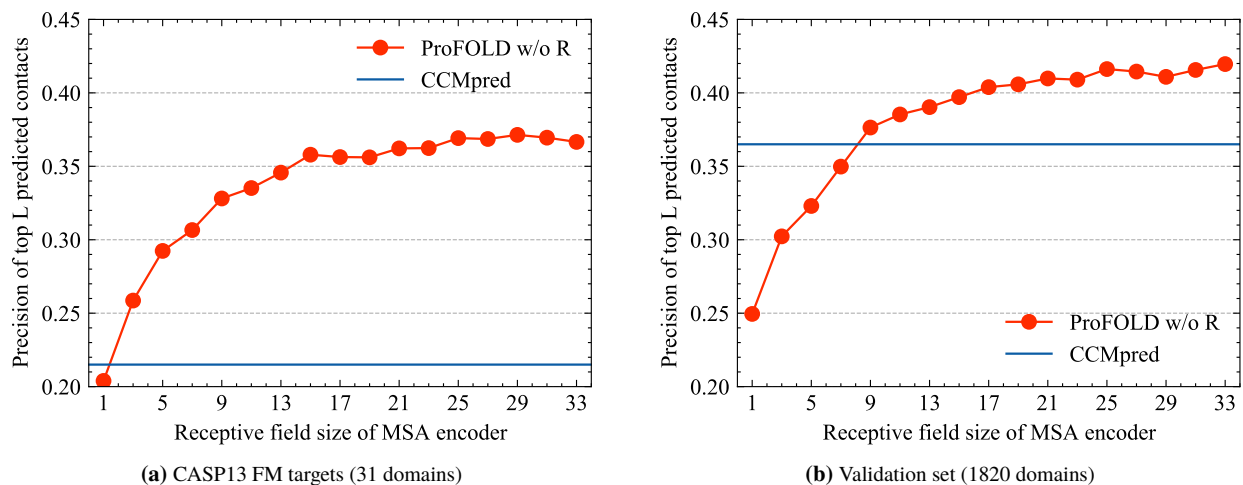 Precision of top L predicted contacts
0.45
0.40
0.35
0.30
0.25
0.20
ProFOLD w/o R
CCMpred
1 5 9 13 17 21 25 29 33
Receptive field size of MSA encoder
(a) CASP13 FM targets (31 domains)
Precision of top L predicted contacts
0.45
0.40
0.35
0.30
0.25
0.20
ProFOLD w/o R
CCMpred
1 5 9 13 17 21 25 29 33
Receptive field size of MSA encoder
(b) Validation set (1820 domains)